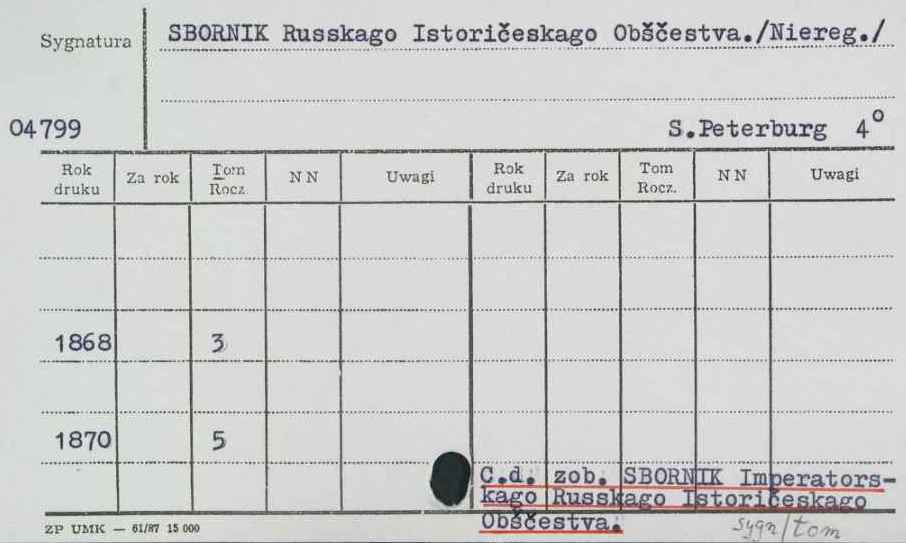 Sygnatura SBORNIK Russkago Istoričeskago Obščestva./Niereg./
04799 S.Peterburg 4°
Rok druku Za rok Tom Rocz. N N Uwagi Rok druku Za rok Tom Rocz. N N Uwagi
1868 3
1870 5
C.d. zob. SBORNIK Imperators-
kago Russkago Istoričeskago
Obščestva.
ZP UMK — 61/87 15 000 sygn/tom